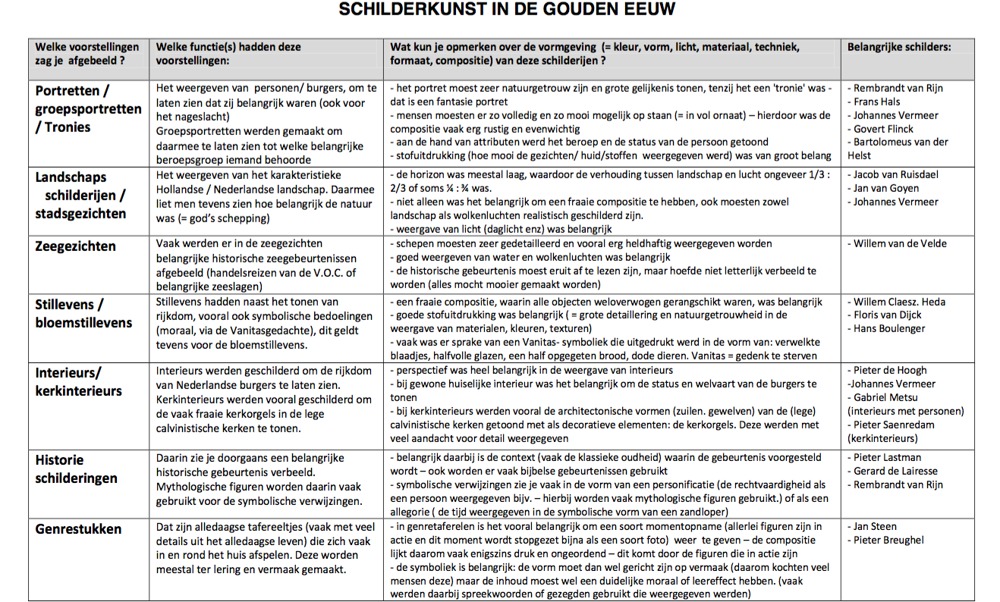 SCHILDERKUNST IN DE GOUDEN EEUW
Welke voorstellingen
zag je afgebeeld ?
Welke functie(s) hadden deze
voorstellingen:
Wat kun je opmerken over de vormgeving (= kleur, vorm, licht, materiaal, techniek,
formaat, compositie) van deze schilderijen ?
Belangrijke schilders:
Portretten /
groepsportretten
/ Tronies
Het weergeven van personen/ burgers, om te
laten zien dat zij belangrijk waren (ook voor
het nageslacht)
Groepsportretten werden gemaakt om
daarmee te laten zien tot welke belangrijke
beroepsgroep iemand behoorde
- het portret moest zeer natuurgetrouw zijn en grote gelijkenis tonen, tenzij het een 'tronie' was -
dat is een fantasie portret
- mensen moesten er zo volledig en zo mooi mogelijk op staan (= in vol ornaat) – hierdoor was de
compositie vaak erg rustig en evenwichtig
- aan de hand van attributen werd het beroep en de status van de persoon getoond
- stofuitdrukking (hoe mooi de gezichten/ huid/stoffen weergegeven werd) was van groot belang
- Rembrandt van Rijn
- Frans Hals
- Johannes Vermeer
- Govert Flinck
- Bartolomeus van der
Helst
Landschaps
schilderijen /
stadsgezichten
Het weergeven van het karakteristieke
Hollandse / Nederlandse landschap. Daarmee
liet men tevens zien hoe belangrijk de natuur
was (= god's schepping)
- de horizon was meestal laag, waardoor de verhouding tussen landschap en lucht ongeveer 1/3 :
2/3 of soms ¼ : ¾ was.
- niet alleen was het belangrijk om een fraaie compositie te hebben, ook moesten zowel
landschap als wolkenluchten realistisch geschilderd zijn.
- weergave van licht (daglicht enz) was belangrijk
- Jacob van Ruisdael
- Jan van Goyen
- Johannes Vermeer
Zeegezichten
Vaak werden er in de zeegezichten
belangrijke historische zeegebeurtenissen
afgebeeld (handelsreizen van de V.O.C. of
belangrijke zeeslagen)
- schepen moesten zeer gedetailleerd en vooral erg heldhaftig weergegeven worden
- goed weergeven van water en wolkenluchten was belangrijk
- de historische gebeurtenis moest eruit af te lezen zijn, maar hoefde niet letterlijk verbeeld te
worden (alles mocht mooier gemaakt worden)
- Willem van de Velde
Stillevens /
bloemstillevens
Stillevens hadden naast het tonen van
rijkdom, vooral ook symbolische bedoelingen
(moraal, via de Vanitasgedachte), dit geldt
tevens voor de bloemstillevens.
- een fraaie compositie, waarin alle objecten weloverwogen gerangschikt waren, was belangrijk
- goede stofuitdrukking was belangrijk ( = grote detaillering en natuurgetrouwheid in de
weergave van materialen, kleuren, texturen)
- vaak was er sprake van een Vanitas- symboliek die uitgedrukt werd in de vorm van: verwelkte
blaadjes, halfvolle glazen, een half opgegeten brood, dode dieren. Vanitas = gedenk te sterven
- Willem Claesz. Heda
- Floris van Dijck
- Hans Boulenger
Interieurs/
kerkinterieurs
Interieurs werden geschilderd om de rijkdom
van Nederlandse burgers te laten zien.
Kerkinterieurs werden vooral geschilderd om
de vaak fraaie kerkorgels in de lege
calvinistische kerken te tonen.
- perspectief was heel belangrijk in de weergave van interieurs
- bij gewone huiselijke interieur was het belangrijk om de status en welvaart van de burgers te
tonen
- bij kerkinterieurs werden vooral de architectonische vormen (zuilen. gewelven) van de (lege)
calvinistische kerken getoond met als decoratieve elementen: de kerkorgels. Deze werden met
veel aandacht voor detail weergegeven
- Pieter de Hoogh
-Johannes Vermeer
- Gabriel Metsu
(interieurs met personen)
- Pieter Saenredam
(kerkinterieurs)
Historie
schilderingen
Daarin zie je doorgaans een belangrijke
historische gebeurtenis verbeeld.
Mythologische figuren worden daarin vaak
gebruikt voor de symbolische verwijzingen.
- belangrijk daarbij is de context (vaak de klassieke oudheid) waarin de gebeurtenis voorgesteld
wordt – ook worden er vaak bijbelse gebeurtenissen gebruikt
- symbolische verwijzingen zie je vaak in de vorm van een personificatie (de rechtvaardigheid als
een persoon weergegeven bijv. – hierbij worden vaak mythologische figuren gebruikt.) of als een
allegorie ( de tijd weergegeven in de symbolische vorm van een zandloper)
- Pieter Lastman
- Gerard de Lairesse
- Rembrandt van Rijn
Genrestukken
Dat zijn alledaagse tafereeltjes (vaak met veel
details uit het alledaagse leven) die zich vaak
in en rond het huis afspelen. Deze worden
meestal ter lering en vermaak gemaakt.
- in genretaferelen is het vooral belangrijk om een soort momentopname (allerlei figuren zijn in
actie en dit moment wordt stopgezet bijna als een soort foto) weer te geven – de compositie
lijkt daarom vaak enigszins druk en ongeordend – dit komt door de figuren die in actie zijn
- de symboliek is belangrijk: de vorm moet dan wel gericht zijn op vermaak (daarom kochten veel
mensen deze) maar de inhoud moest wel een duidelijke moraal of leereffect hebben. (vaak
werden daarbij spreekwoorden of gezegden gebruikt die weergegeven werden)
- Jan Steen
- Pieter Breughel